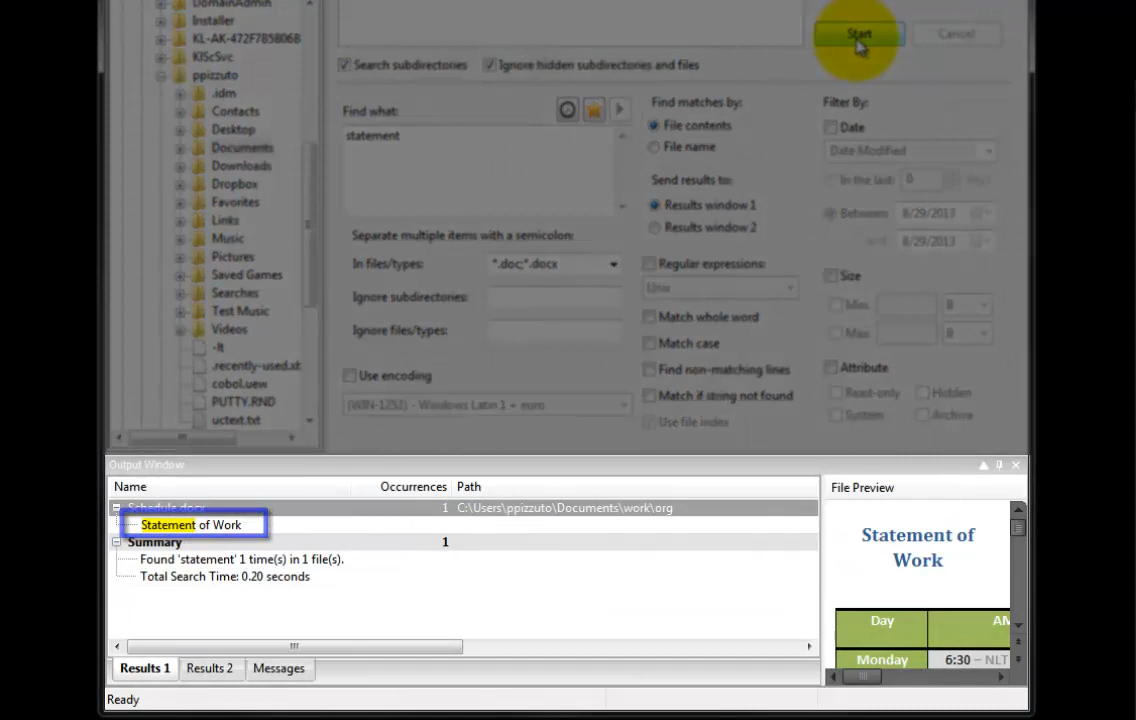 DomainAdmin
Installer
KL-AK-472F7B5B06B
KlScSvc
ppizzuto
.idm
Contacts
Desktop
Documents
Downloads
Dropbox
Favorites
Links
Music
Pictures
Saved Games
Searches
Test Music
Videos
-lt
.recently-used.xt
cobol.uew
PUTTY.RND
uctext.txt
Start
Cancel
Search subdirectories
Ignore hidden subdirectories and files
Find what:
statement
Separate multiple items with a semicolon:
In files/types:
*.doc;*.docx
Ignore subdirectories:
Ignore files/types:
Use encoding
(WIN-1252) - Windows Latin 1 + euro
Find matches by:
File contents
File name
Send results to:
Results window 1
Results window 2
Regular expressions:
Unix
Match whole word
Match case
Find non-matching lines
Match if string not found
Use file index
Filter By:
Date
Date Modified
In the last:
0
Between
8/29/2013
and
8/29/2013
Size
Min
B
Max
B
Attribute
Read-only
Hidden
System
Archive
Output Window
Name
Occurrences
Path
Schedule.docx
1
C:\Users\ppizzuto\Documents\work\org
Statement of Work
Summary
1
Found 'statement' 1 time(s) in 1 file(s).
Total Search Time: 0.20 seconds
File Preview
Statement of
Work
Day
AM
Monday
6:30 – NLT
Results 1
Results 2
Messages
Ready